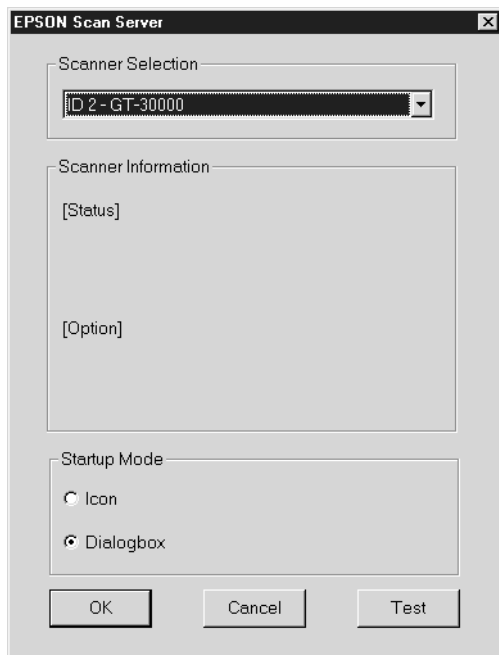 EPSON Scan Server
Scanner Selection
ID 2 - GT-30000
Scanner Information
[Status]
[Option]
Startup Mode
Icon
Dialogbox
OK
Cancel
Test